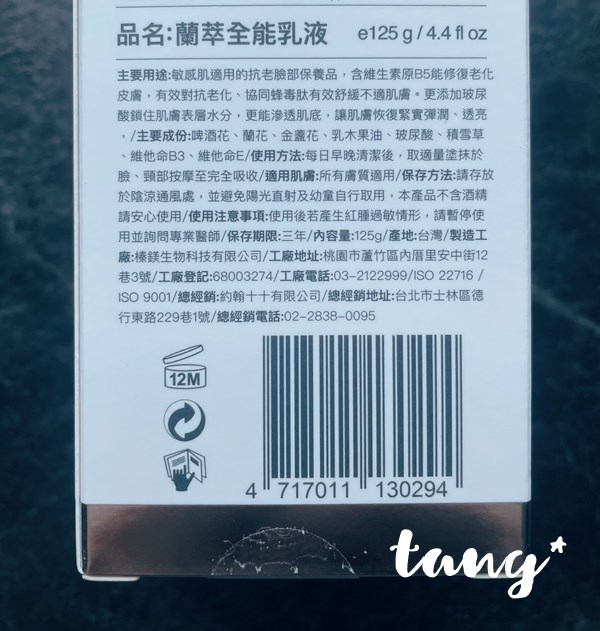 品名:蘭萃全能乳液 e125 g / 4.4 fl oz
主要用途:敏感肌適用的抗老臉部保養品，含維生素原B5能修復老化
皮膚，有效對抗老化、協同蜂毒肽有效舒緩不適肌膚。更添加玻尿
酸鎖住肌膚表層水分，更能滲透肌底，讓肌膚恢復緊實彈潤、透亮
。/主要成份:啤酒花、蘭花、金盞花、乳木果油、玻尿酸、積雪草
、維他命B3、維他命E/使用方法:每日早晚清潔後，取適量塗抹於
臉、頸部按摩至完全吸收/適用肌膚:所有膚質適用/保存方法:請存放
於陰涼通風處，並避免陽光直射及幼童自行取用，本產品不含酒精
請安心使用/使用注意事項:使用後若產生紅腫過敏情形，請暫停使
用並詢問專業醫師/保存期限:三年/內容量:125g/產地:台灣/製造工
廠:榛鎂生物科技有限公司/工廠地址:桃園市蘆竹區內厝里安中街12
巷3號/工廠登記:68003274/工廠電話:03-2122999/ISO 22716 /
ISO 9001/總經銷:約翰十十有限公司/總經銷地址:台北市士林區德
行東路229巷1號/總經銷電話:02-2838-0095
12M
4 717011 130294
tang*